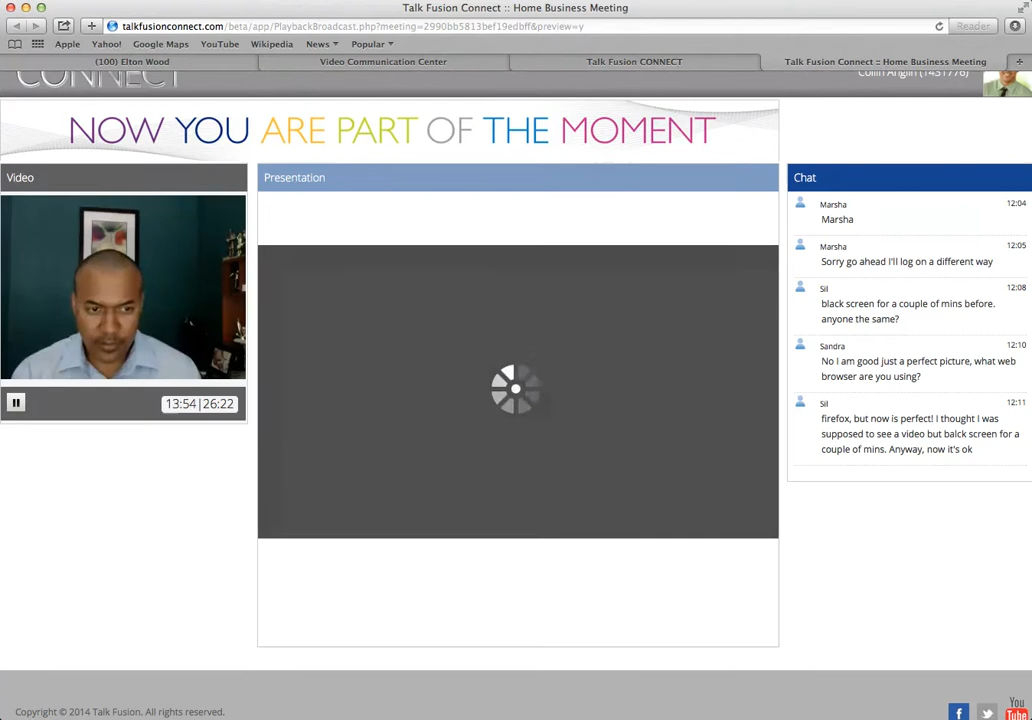 Talk Fusion Connect :: Home Business Meeting
talkfusionconnect.com/beta/app/PlaybackBroadcast.php?meeting=2990bb5813bef19edbff&preview=y
Reader
Apple Yahoo! Google Maps YouTube Wikipedia News Popular
(100) Elton Wood
Video Communication Center
Talk Fusion CONNECT
Talk Fusion Connect :: Home Business Meeting
CONNECT
Collin Anglin (1431776)
NOW YOU ARE PART OF THE MOMENT
Video
Presentation
Chat
Marsha 12:04
Marsha
Marsha 12:05
Sorry go ahead I'll log on a different way
Sil 12:08
black screen for a couple of mins before.
anyone the same?
Sandra 12:10
No I am good just a perfect picture, what web
browser are you using?
Sil 12:11
firefox, but now is perfect! I thought I was
supposed to see a video but balck screen for a
couple of mins. Anyway, now it's ok
13:54|26:22
Copyright © 2014 Talk Fusion. All rights reserved.
You
Tube